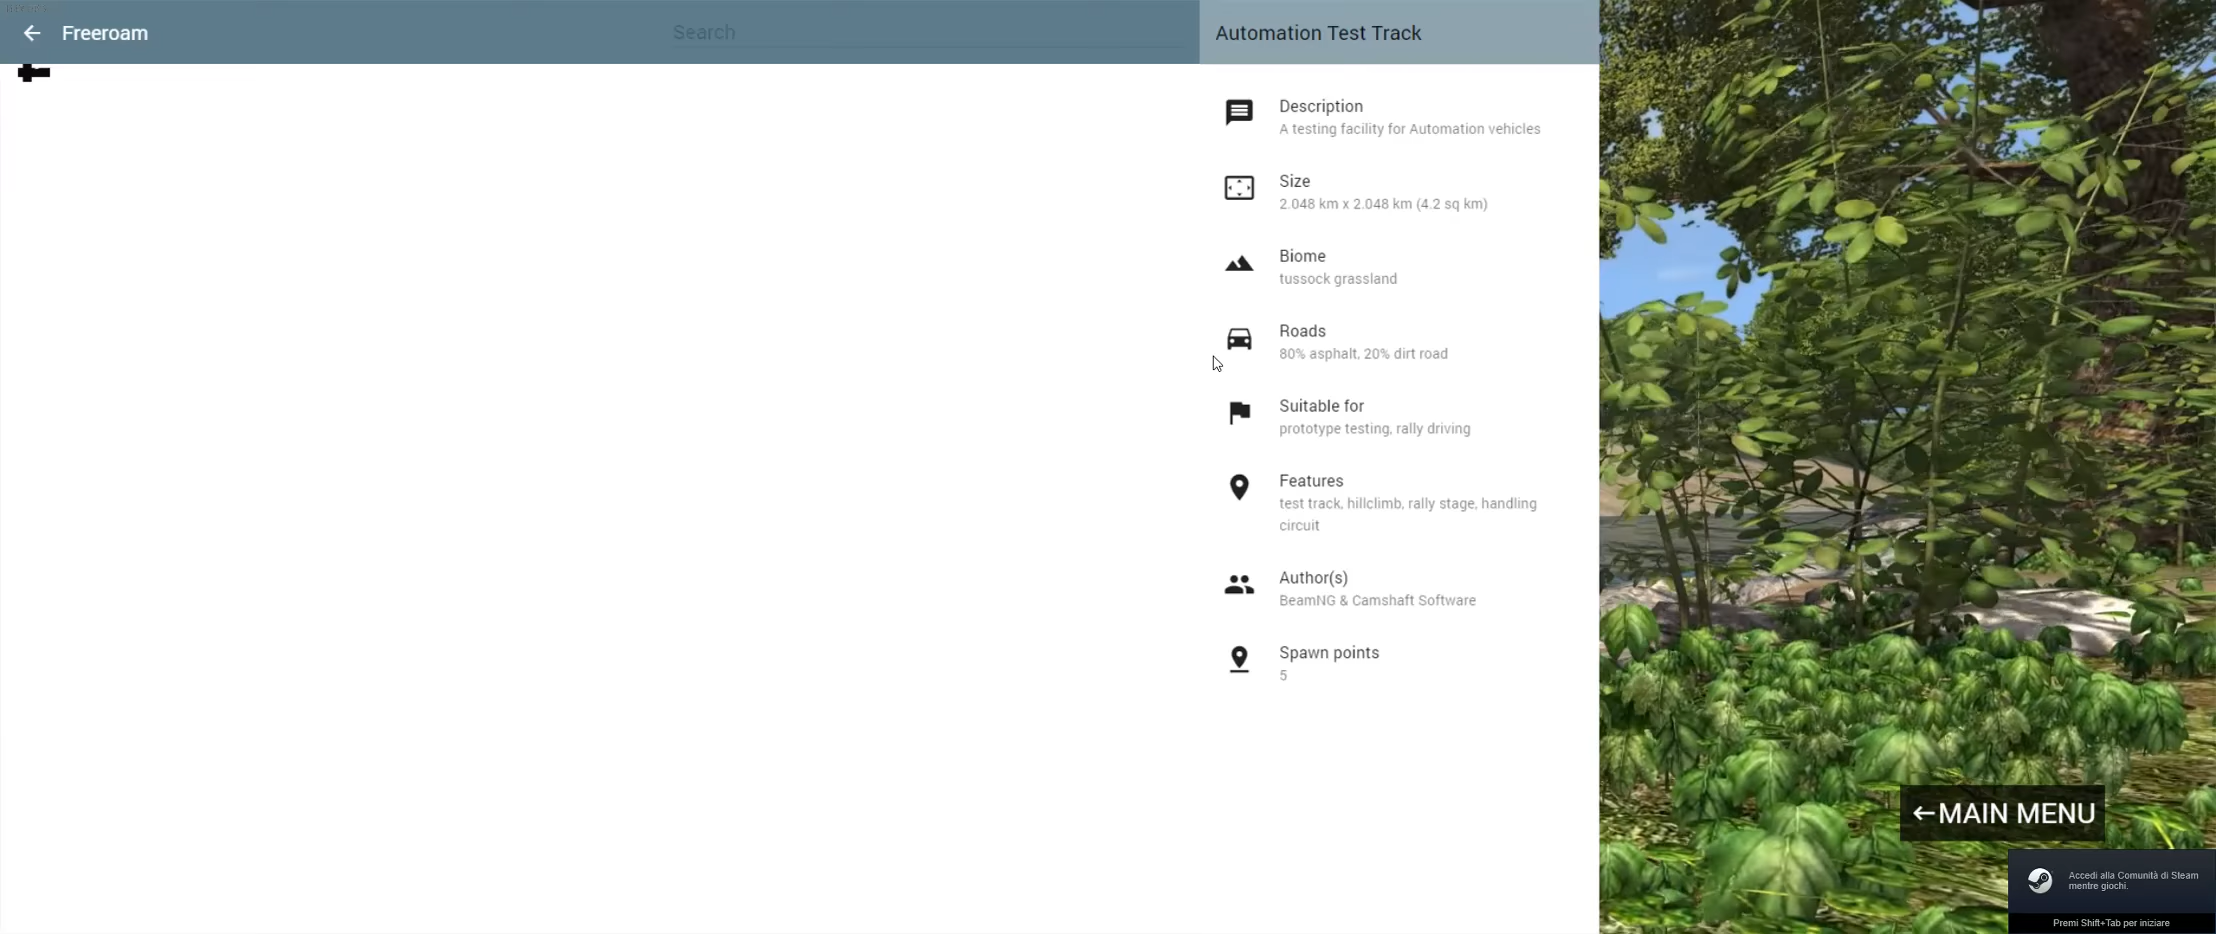 Freeroam
Search
Automation Test Track
Description
A testing facility for Automation vehicles
Size
2.048 km x 2.048 km (4.2 sq km)
Biome
tussock grassland
Roads
80% asphalt, 20% dirt road
Suitable for
prototype testing, rally driving
Features
test track, hillclimb, rally stage, handling
circuit
Author(s)
BeamNG & Camshaft Software
Spawn points
5
MAIN MENU
Accedi alla Comunità di Steam
mentre giochi.
Premi Shift+Tab per iniziare